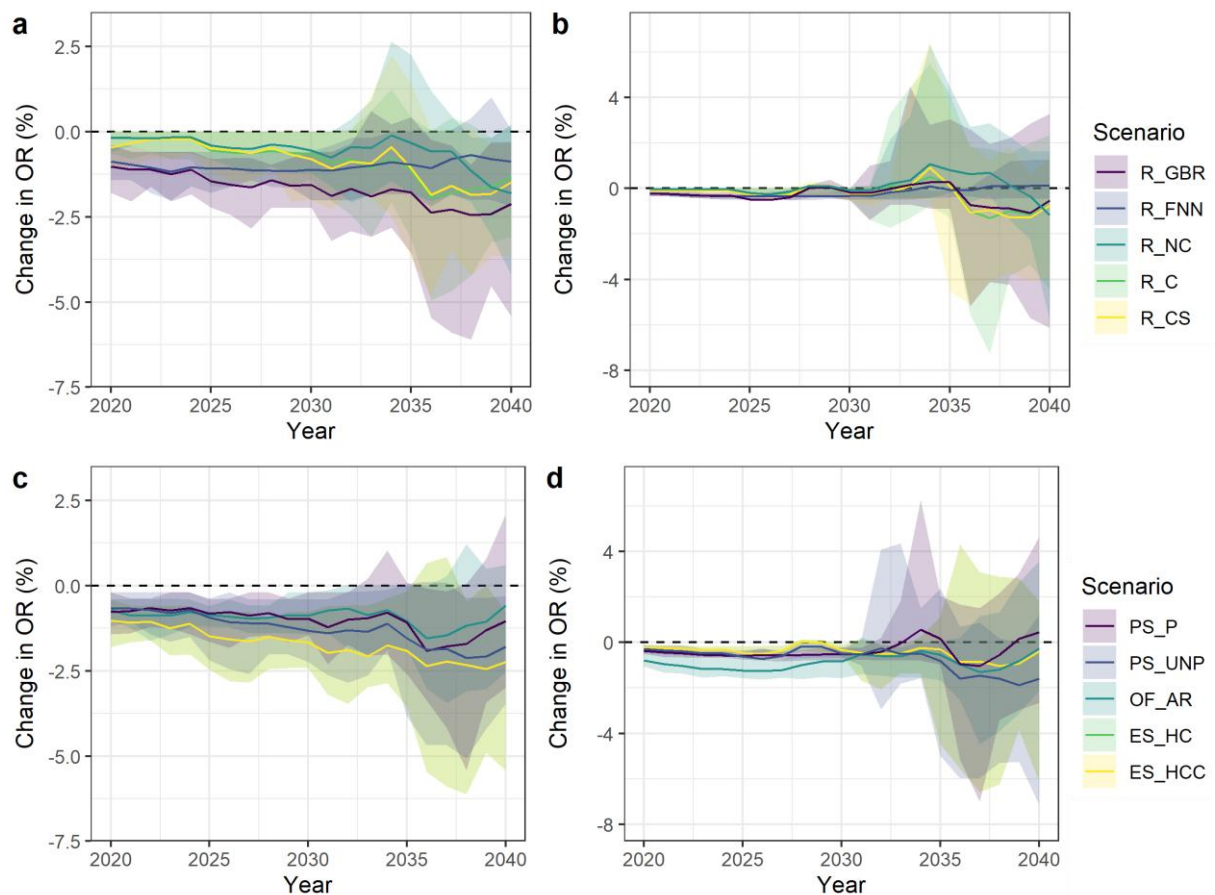 a
2.5
0.0
-2.5
-5.0
-7.5
Change in OR (%)
2020 2025 2030 2035 2040
Year
b
4
0
-4
-8
Change in OR (%)
2020 2025 2030 2035 2040
Year
Scenario
R_GBR
R_FNN
R_NC
R_C
R_CS
c
2.5
0.0
-2.5
-5.0
-7.5
Change in OR (%)
2020 2025 2030 2035 2040
Year
d
4
0
-4
-8
Change in OR (%)
2020 2025 2030 2035 2040
Year
Scenario
PS_P
PS_UNP
OF_AR
ES_HC
ES_HCC